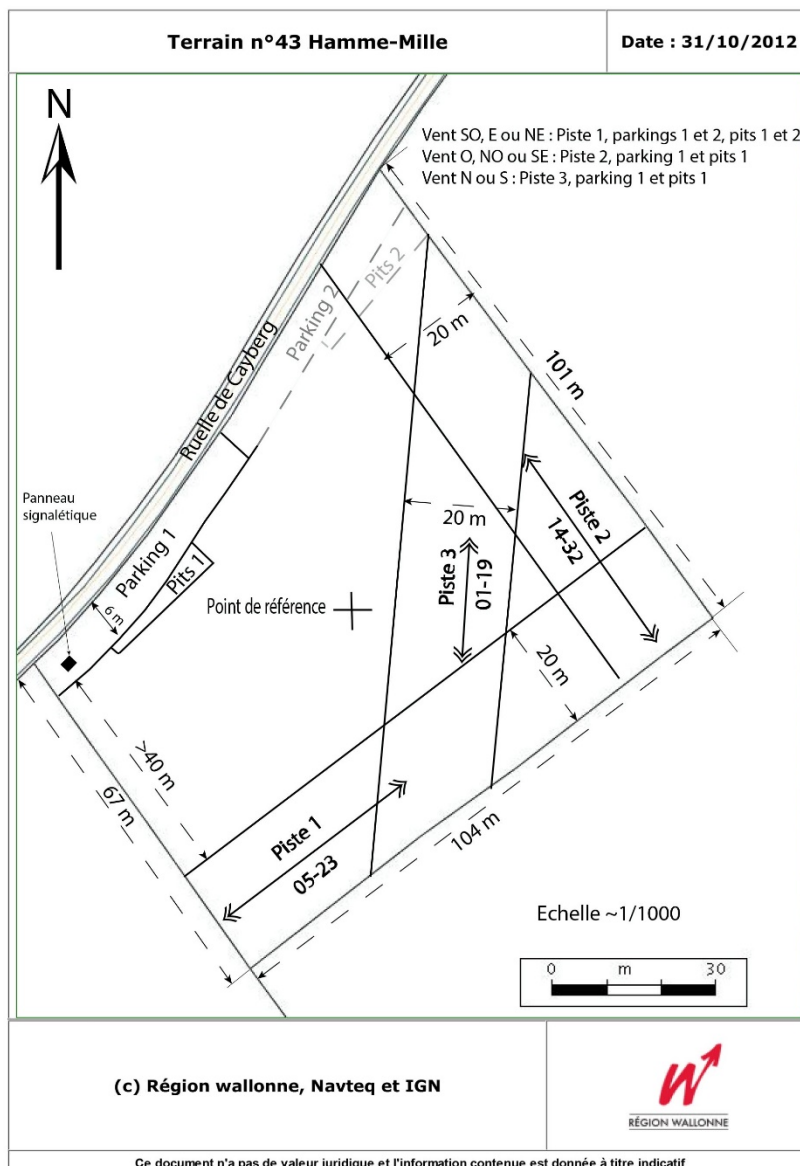 Terrain n°43 Hamme-Mille
Date : 31/10/2012
N
Vent SO, E ou NE : Piste 1, parkings 1 et 2, pits 1 et 2
Vent O, NO ou SE : Piste 2, parking 1 et pits 1
Vent N ou S : Piste 3, parking 1 et pits 1
Ruelle de Cayberg
Parking 2
Pits 2
20 m
101 m
Panneau
signalétique
Parking 1
Pits 1
6 m
Point de référence
20 m
Piste 3
01-19
Piste 2
14-32
20 m
>40 m
67 m
Piste 1
05-23
104 m
Echelle ~1/1000
0 m 30
(c) Région wallonne, Navteq et IGN
RÉGION WALLONNE
Ce document n'a pas de valeur juridique et l'information contenue est donnée à titre indicatif